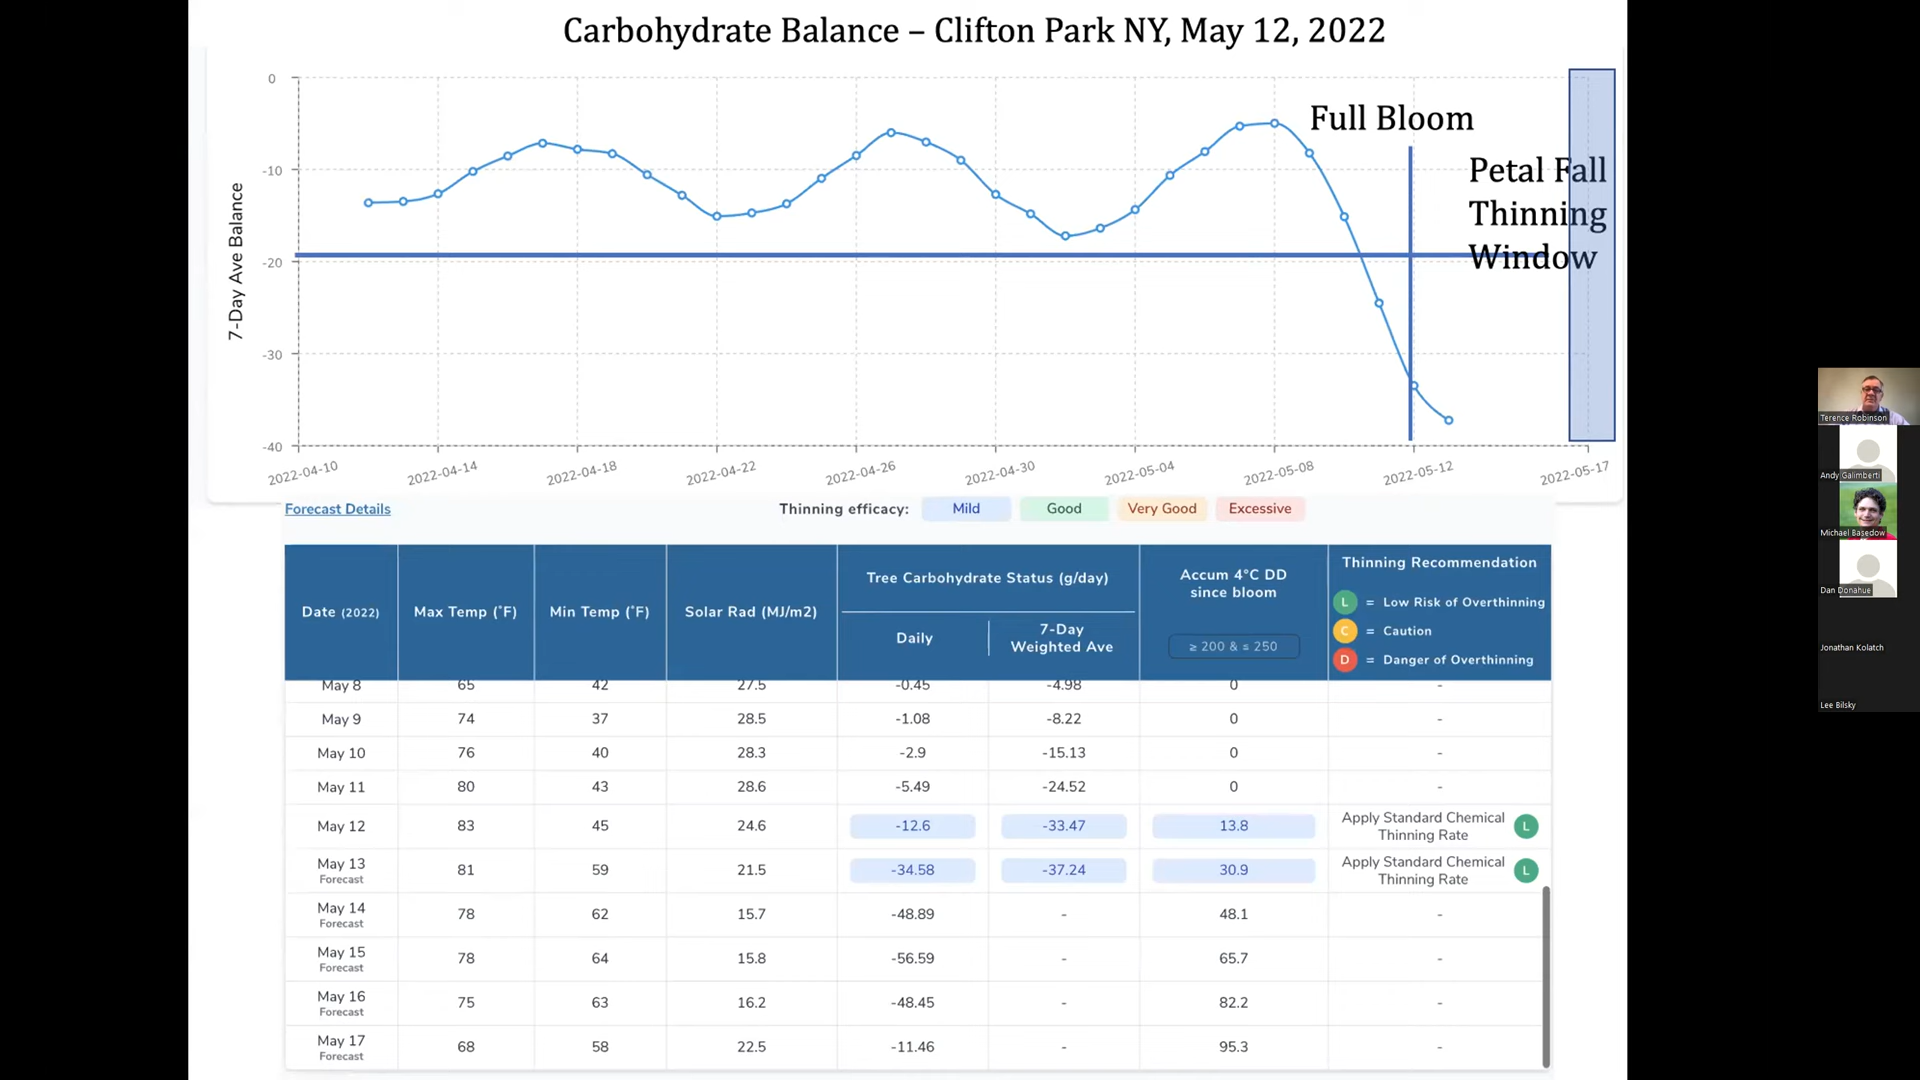 Carbohydrate Balance – Clifton Park NY, May 12, 2022
7-Day Ave Balance
0
-10
-20
-30
-40
2022-04-10
2022-04-14
2022-04-18
2022-04-22
2022-04-26
2022-04-30
2022-05-04
2022-05-08
2022-05-12
2022-05-17
Full Bloom
Petal Fall
Thinning
Window
Forecast Details
Thinning efficacy: Mild Good Very Good Excessive
Date (2022)
Max Temp (°F)
Min Temp (°F)
Solar Rad (MJ/m2)
Tree Carbohydrate Status (g/day)
Daily
7-Day
Weighted Ave
Accum 4°C DD
since bloom
≥ 200 & ≤ 250
Thinning Recommendation
L = Low Risk of Overthinning
C = Caution
D = Danger of Overthinning
May 8 65 42 27.5 -0.45 -4.98 0 -
May 9 74 37 28.5 -1.08 -8.22 0 -
May 10 76 40 28.3 -2.9 -15.13 0 -
May 11 80 43 28.6 -5.49 -24.52 0 -
May 12 83 45 24.6 -12.6 -33.47 13.8 Apply Standard Chemical
Thinning Rate L
May 13 81 59 21.5 -34.58 -37.24 30.9 Apply Standard Chemical
Forecast Thinning Rate L
May 14 78 62 15.7 -48.89 - 48.1 -
Forecast
May 15 78 64 15.8 -56.59 - 65.7 -
Forecast
May 16 75 63 16.2 -48.45 - 82.2 -
Forecast
May 17 68 58 22.5 -11.46 - 95.3 -
Forecast
Terence Robinson
Andy Galimberti
Michael Basedow
Dan Donahue
Jonathan Kolatch
Lee Bilsky